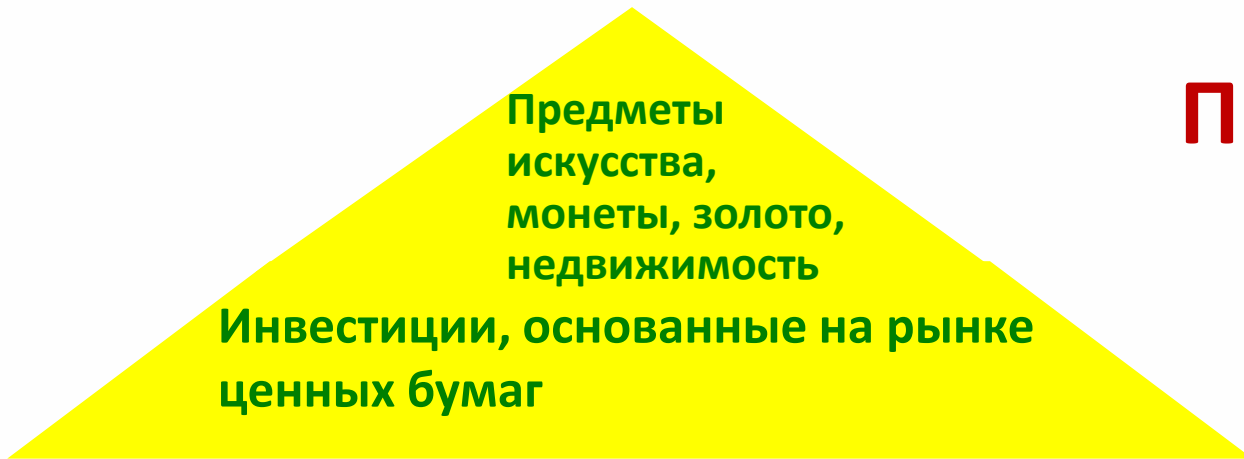 Предметы
искусства,
монеты, золото,
недвижимость
Инвестиции, основанные на рынке
ценных бумаг
П